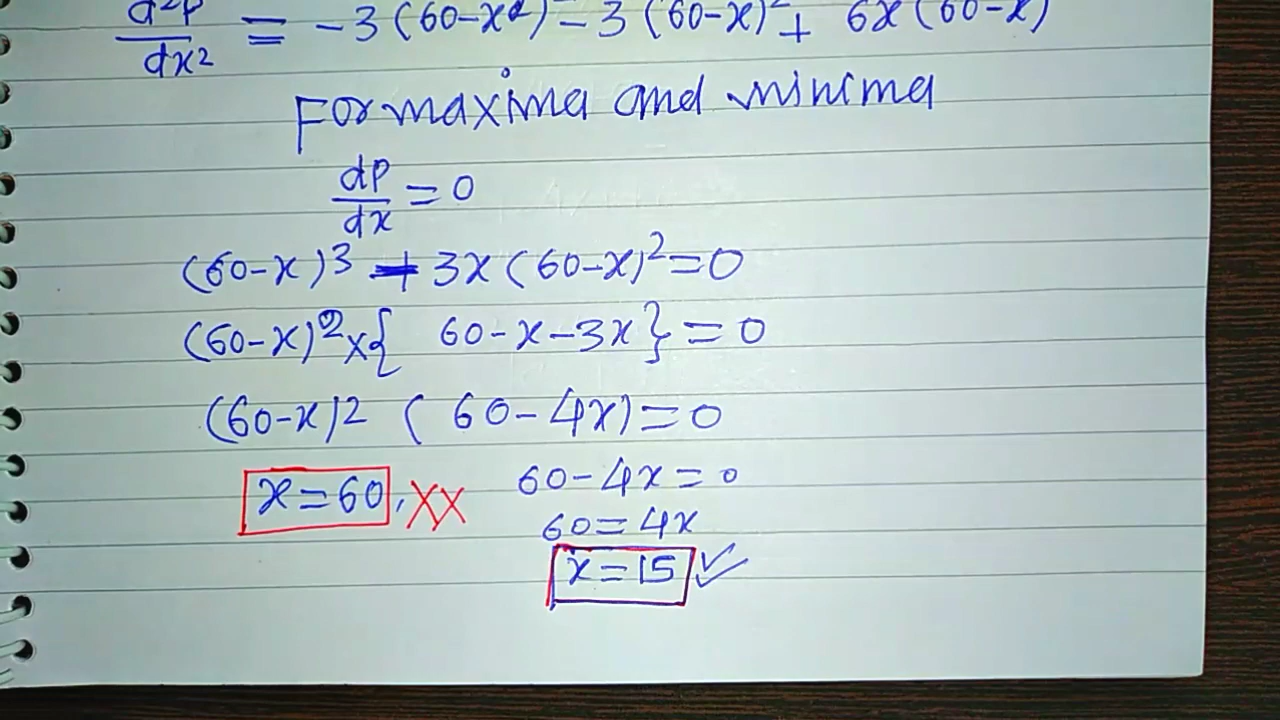 d²P/dx² = -3(60-x²)² - 3(60-x)² + 6x(60-x)
For maxima and minima
dP/dx = 0
(60-x)3 - 3x(60-x)² = 0
(60-x)² x{ 60-x-3x} = 0
(60-x)2 ( 60-4x) = 0
x = 60, XX 60-4x = 0
60 = 4x
x = 15 ✓